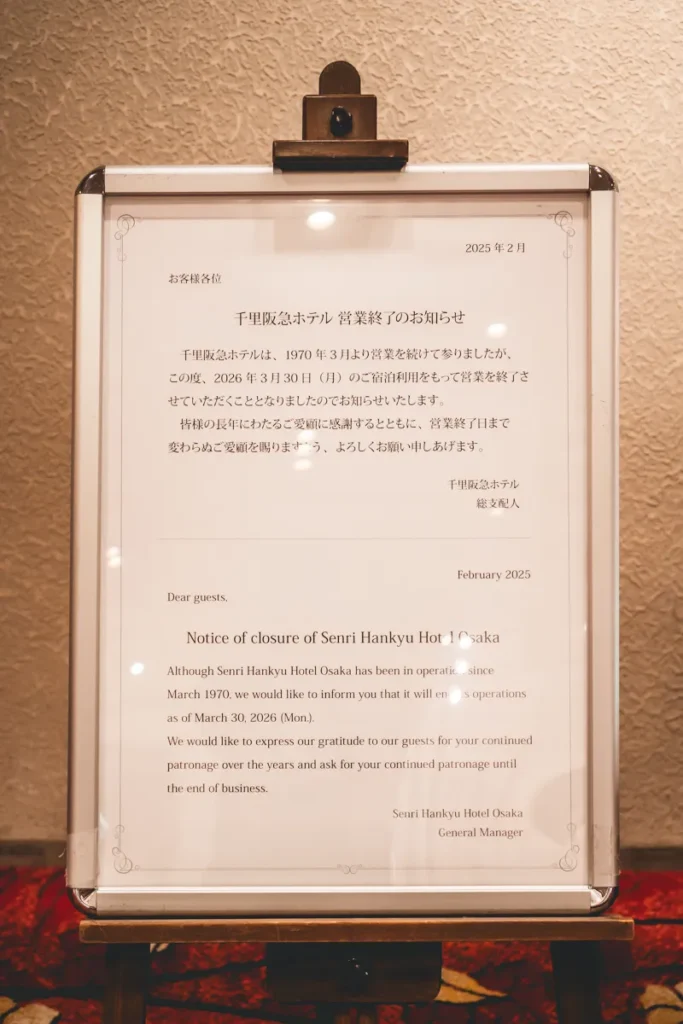 2025年2月
お客様各位
千里阪急ホテル 営業終了のお知らせ
千里阪急ホテルは、1970年3月より営業を続けて参りましたが、
この度、2026年3月30日（月）のご宿泊利用をもって営業を終了さ
せていただくこととなりましたのでお知らせいたします。
皆様の長年にわたるご愛顧に感謝するとともに、営業終了日まで
変わらぬご愛顧を賜りますよう、よろしくお願い申しあげます。
千里阪急ホテル
総支配人
February 2025
Dear guests,
Notice of closure of Senri Hankyu Hotel Osaka
Although Senri Hankyu Hotel Osaka has been in operation since
March 1970, we would like to inform you that it will end its operations
as of March 30, 2026 (Mon.).
We would like to express our gratitude to our guests for your continued
patronage over the years and ask for your continued patronage until
the end of business.
Senri Hankyu Hotel Osaka
General Manager